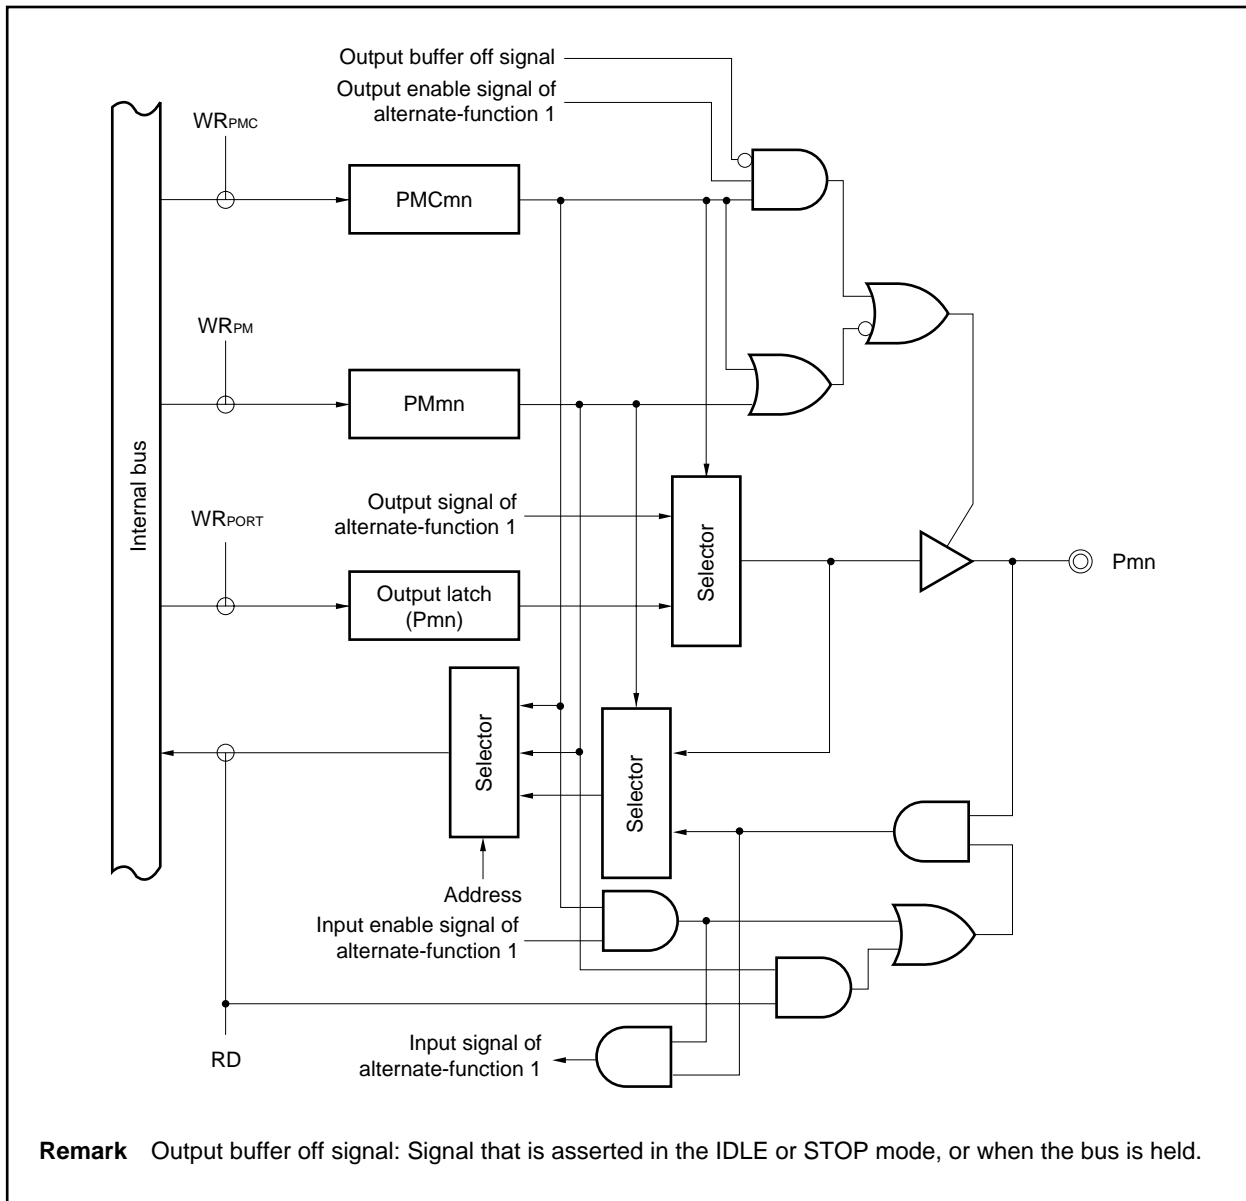 Output buffer off signal
Output enable signal of
alternate-function 1
WRPMC
PMCmn
WRPM
PMmn
Internal bus
Output signal of
alternate-function 1
WRPORT
Output latch
(Pmn)
Selector
Pmn
Selector
Selector
Address
Input enable signal of
alternate-function 1
RD
Input signal of
alternate-function 1
Remark Output buffer off signal: Signal that is asserted in the IDLE or STOP mode, or when the bus is held.